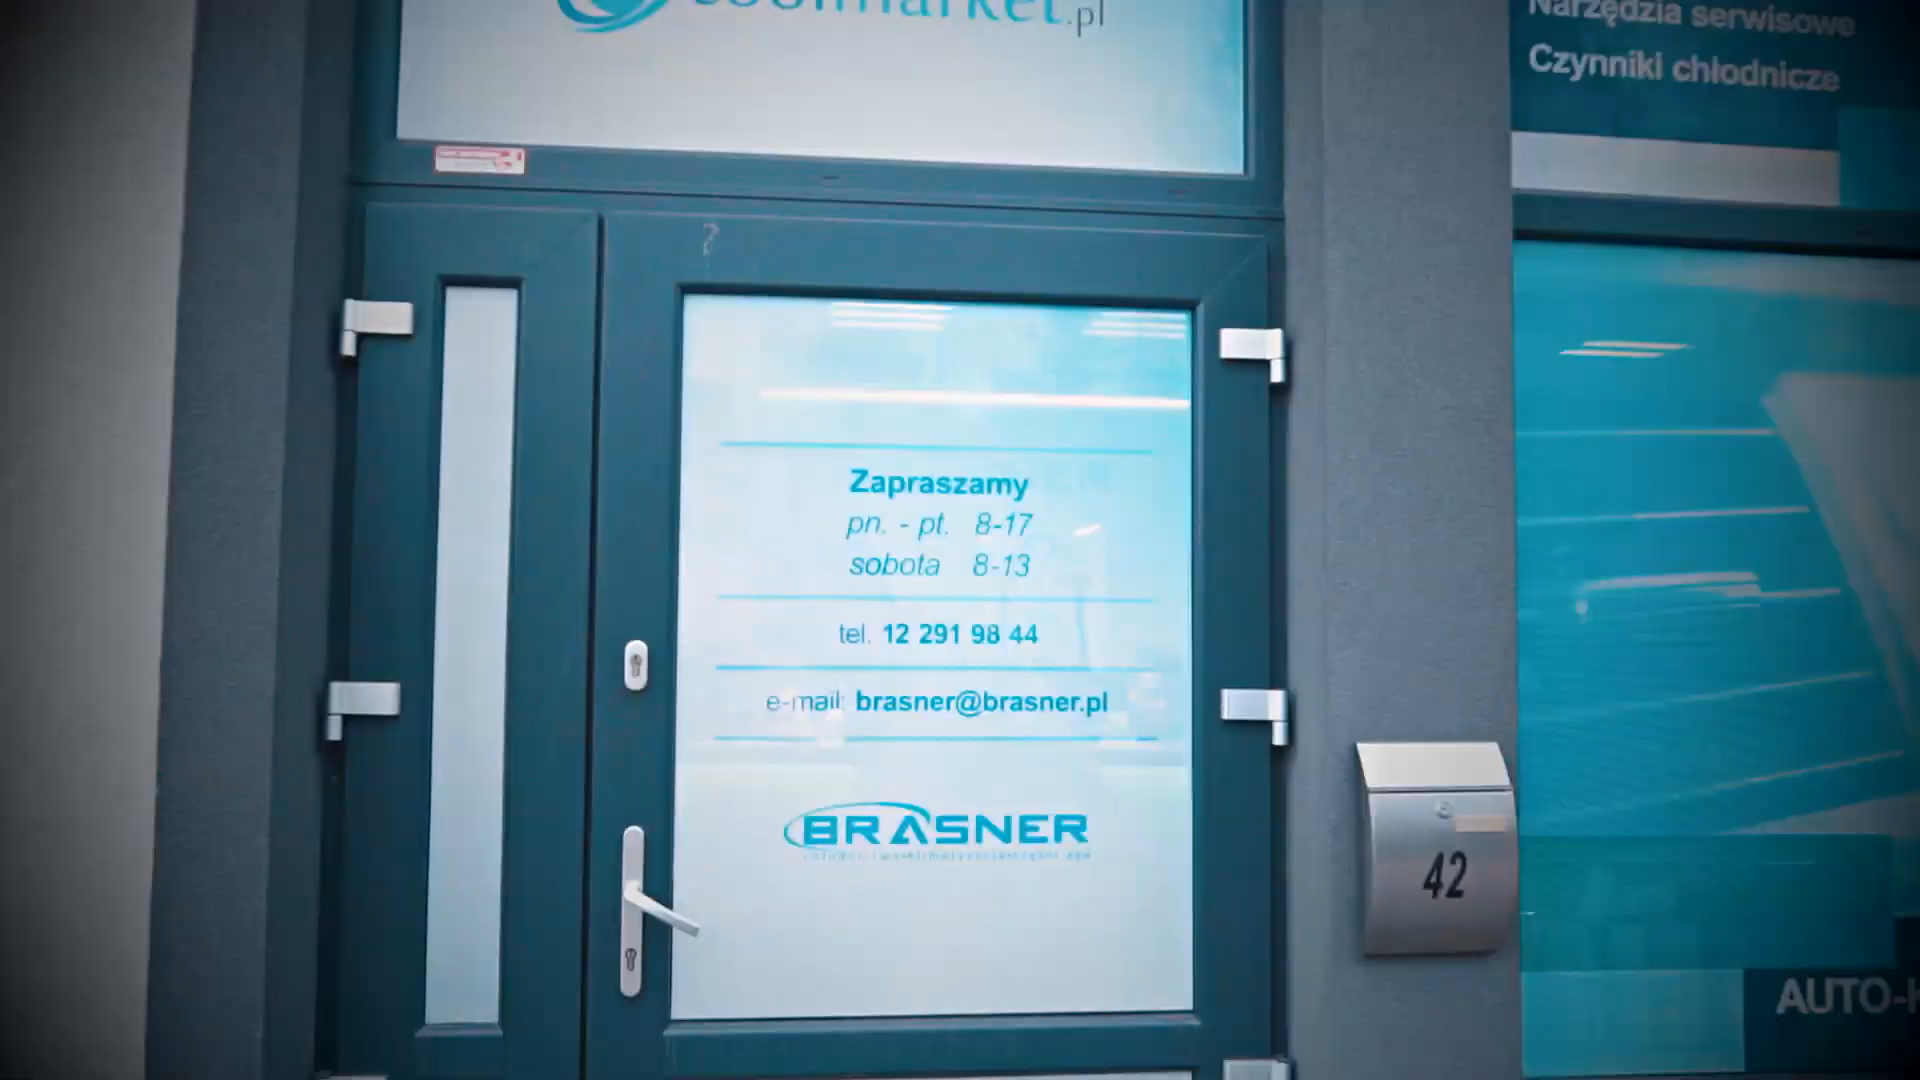 market.pl
Narzędzia serwisowe
Czynniki chłodnicze
Zapraszamy
pn. - pt. 8-17
sobota 8-13
tel. 12 291 98 44
e-mail: brasner@brasner.pl
BRASNER
42
AUTO-